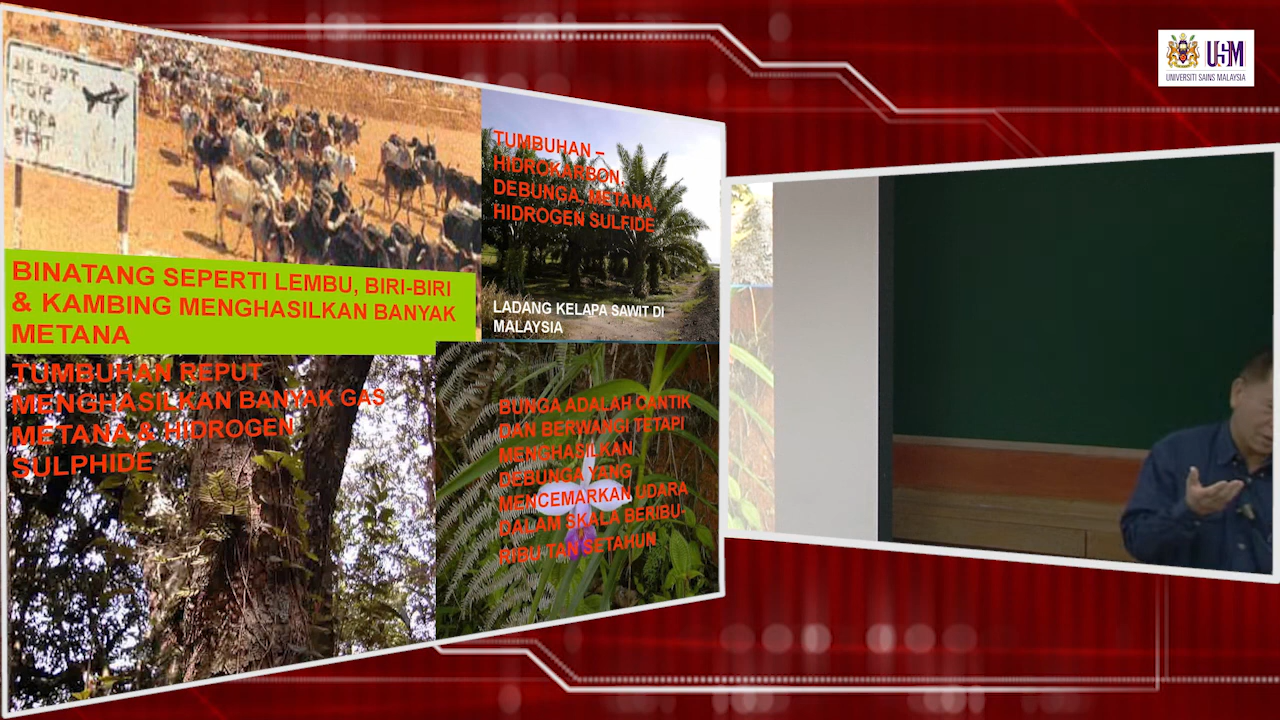 BINATANG SEPERTI LEMBU, BIRI-BIRI
& KAMBING MENGHASILKAN BANYAK
METANA
TUMBUHAN –
HIDROKARBON,
DEBUNGA, METANA,
HIDROGEN SULFIDE
LADANG KELAPA SAWIT DI
MALAYSIA
TUMBUHAN REPUT
MENGHASILKAN BANYAK GAS
METANA & HIDROGEN
SULPHIDE
BUNGA ADALAH CANTIK
DAN BERWANGI TETAPI
MENGHASILKAN
DEBUNGA YANG
MENCEMARKAN UDARA
DALAM SKALA BERIBU-
RIBU TAN SETAHUN
USM
UNIVERSITI SAINS MALAYSIA